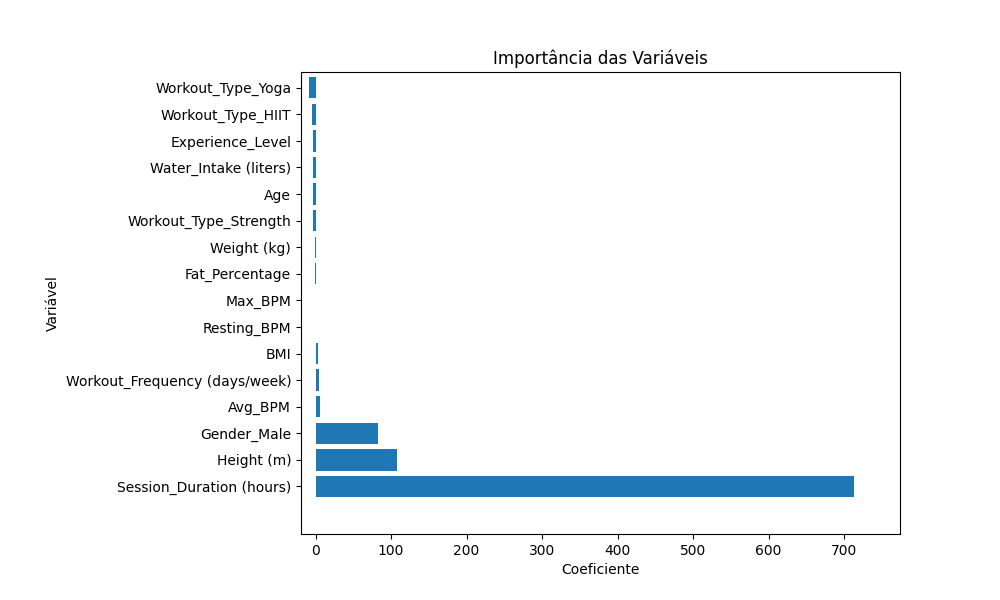 Importância das Variáveis
Workout_Type_Yoga
Workout_Type_HIIT
Experience_Level
Water_Intake (liters)
Age
Workout_Type_Strength
Weight (kg)
Fat_Percentage
Max_BPM
Resting_BPM
BMI
Workout_Frequency (days/week)
Avg_BPM
Gender_Male
Height (m)
Session_Duration (hours)
Variável
0 100 200 300 400 500 600 700
Coeficiente